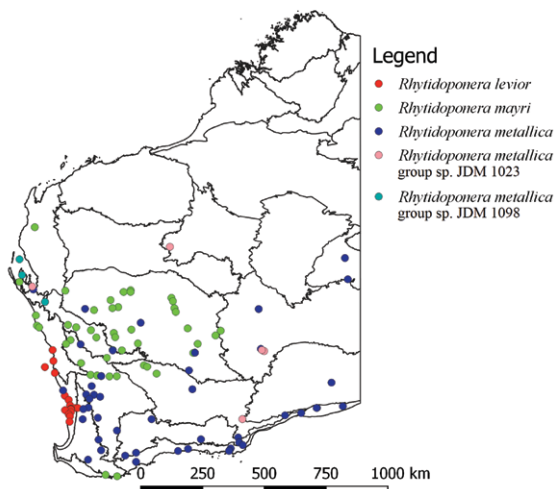 Legend
Rhytidoponera levior
Rhytidoponera mayri
Rhytidoponera metallica
Rhytidoponera metallica
group sp. JDM 1023
Rhytidoponera metallica
group sp. JDM 1098
0 250 500 750 1000 km